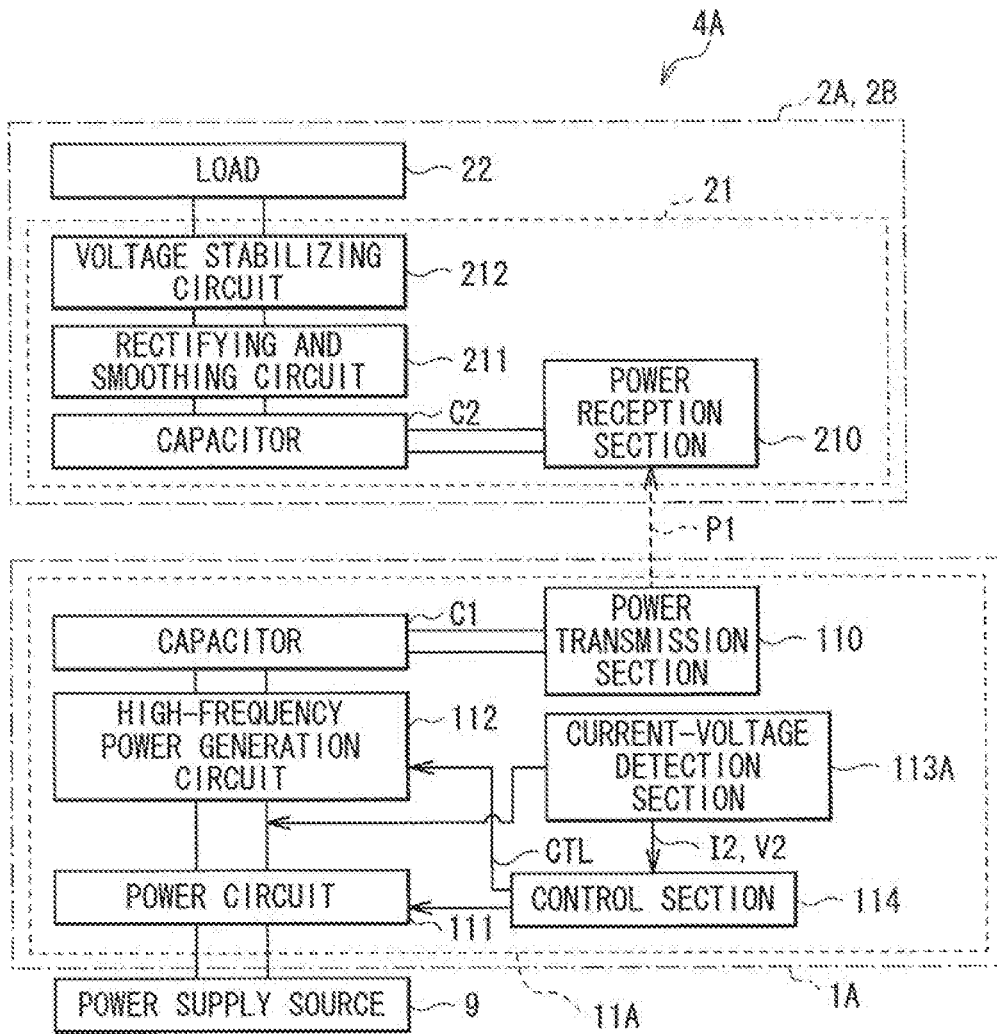 4A
2A, 2B
LOAD
22
21
VOLTAGE STABILIZING
CIRCUIT
212
RECTIFYING AND
SMOOTHING CIRCUIT
211
C2
CAPACITOR
POWER
RECEPTION
SECTION
210
P1
C1
CAPACITOR
POWER
TRANSMISSION
SECTION
110
HIGH-FREQUENCY
POWER GENERATION
CIRCUIT
112
CURRENT-VOLTAGE
DETECTION
SECTION
113A
CTL
I2, V2
POWER CIRCUIT
111
CONTROL SECTION
114
POWER SUPPLY SOURCE
9
11A
1A